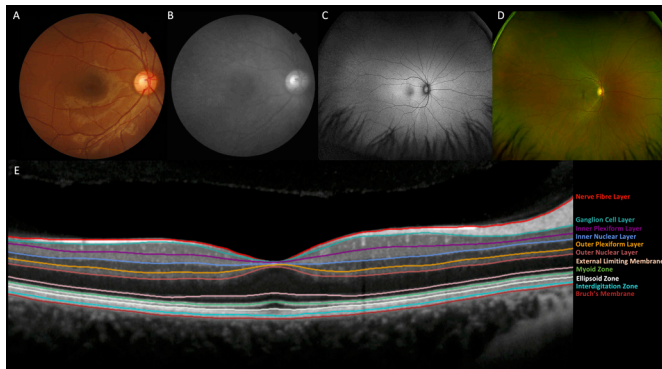 A
B
C
D
E
Nerve Fibre Layer
Ganglion Cell Layer
Inner Plexiform Layer
Inner Nuclear Layer
Outer Plexiform Layer
Outer Nuclear Layer
External Limiting Membrane
Myoid Zone
Ellipsoid Zone
Interdigitation Zone
Bruch's Membrane